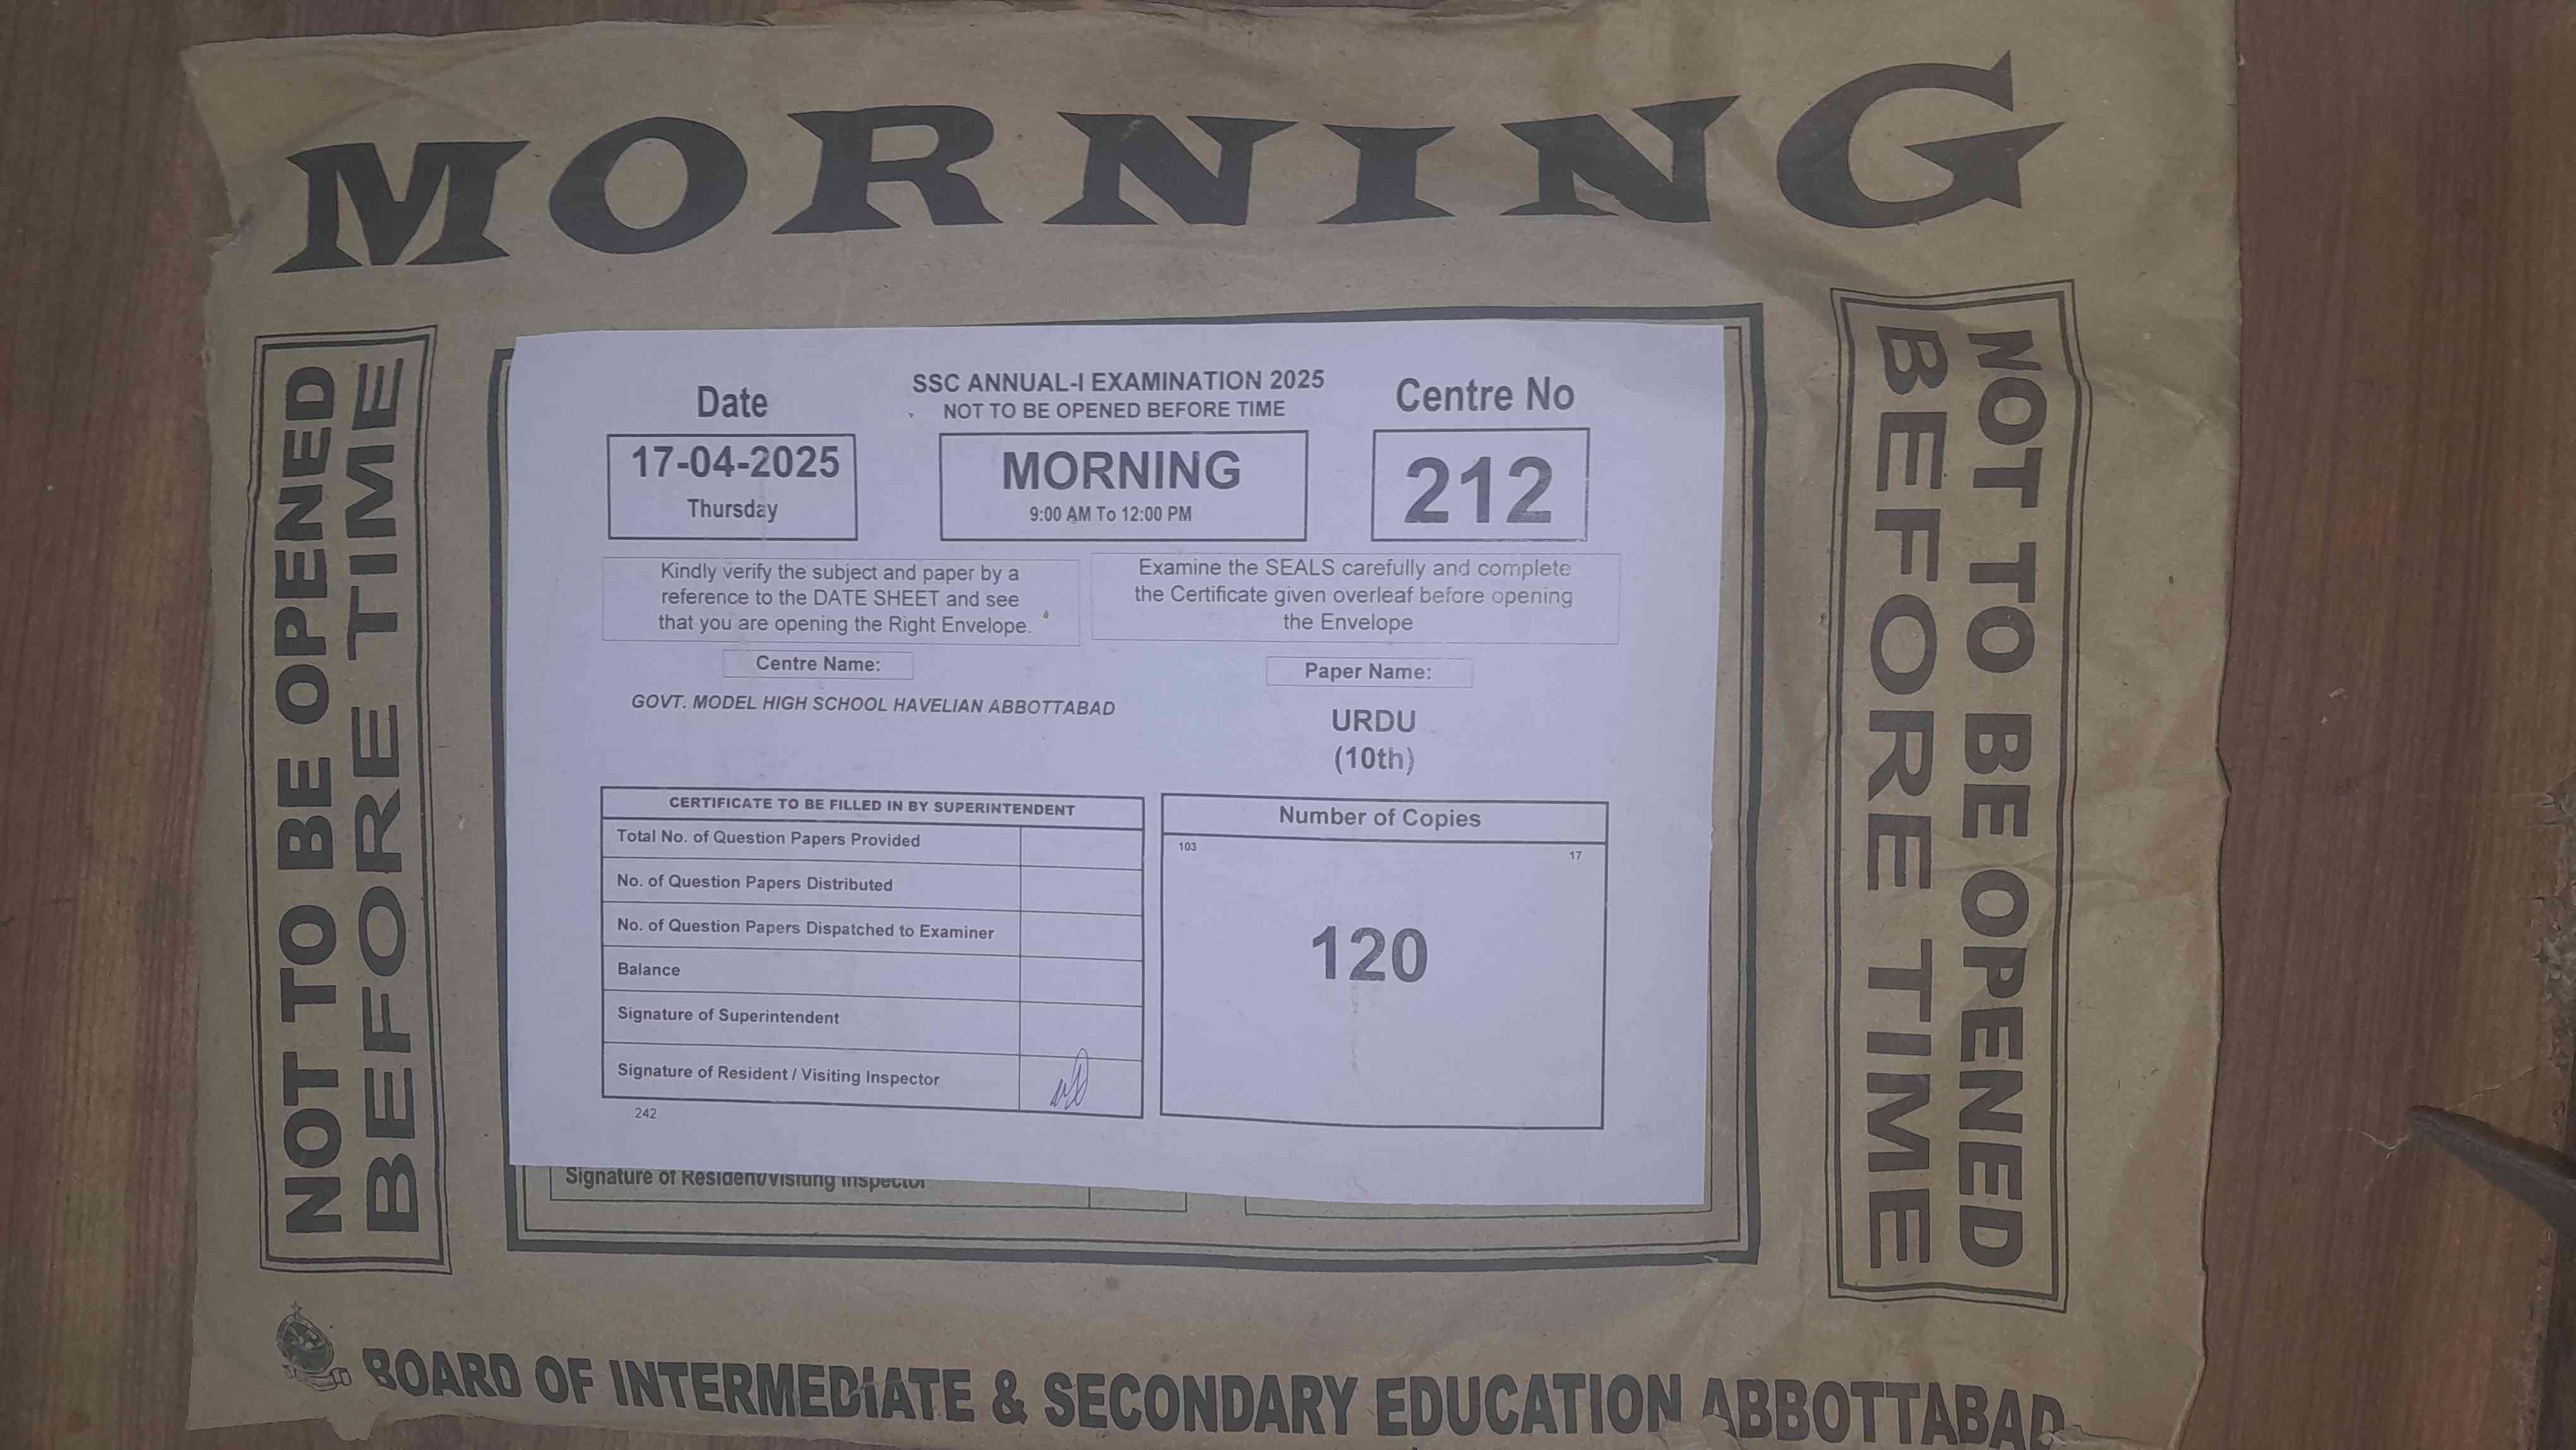 MORNING
NOT TO BE OPENED
BEFORE TIME
SSC ANNUAL-I EXAMINATION 2025
NOT TO BE OPENED BEFORE TIME
Date
17-04-2025
Thursday
MORNING
9:00 AM To 12:00 PM
Centre No
212
Kindly verify the subject and paper by a
reference to the DATE SHEET and see
that you are opening the Right Envelope.
Examine the SEALS carefully and complete
the Certificate given overleaf before opening
the Envelope
Centre Name:
GOVT. MODEL HIGH SCHOOL HAVELIAN ABBOTTABAD
Paper Name:
URDU
(10th)
CERTIFICATE TO BE FILLED IN BY SUPERINTENDENT
Total No. of Question Papers Provided
No. of Question Papers Distributed
No. of Question Papers Dispatched to Examiner
Balance
Signature of Superintendent
Signature of Resident / Visiting Inspector
242
Number of Copies
103
17
120
Signature of Resident/Visiting Inspector
NOT TO BE OPENED
BEFORE TIME
BOARD OF INTERMEDIATE & SECONDARY EDUCATION ABBOTTABAD